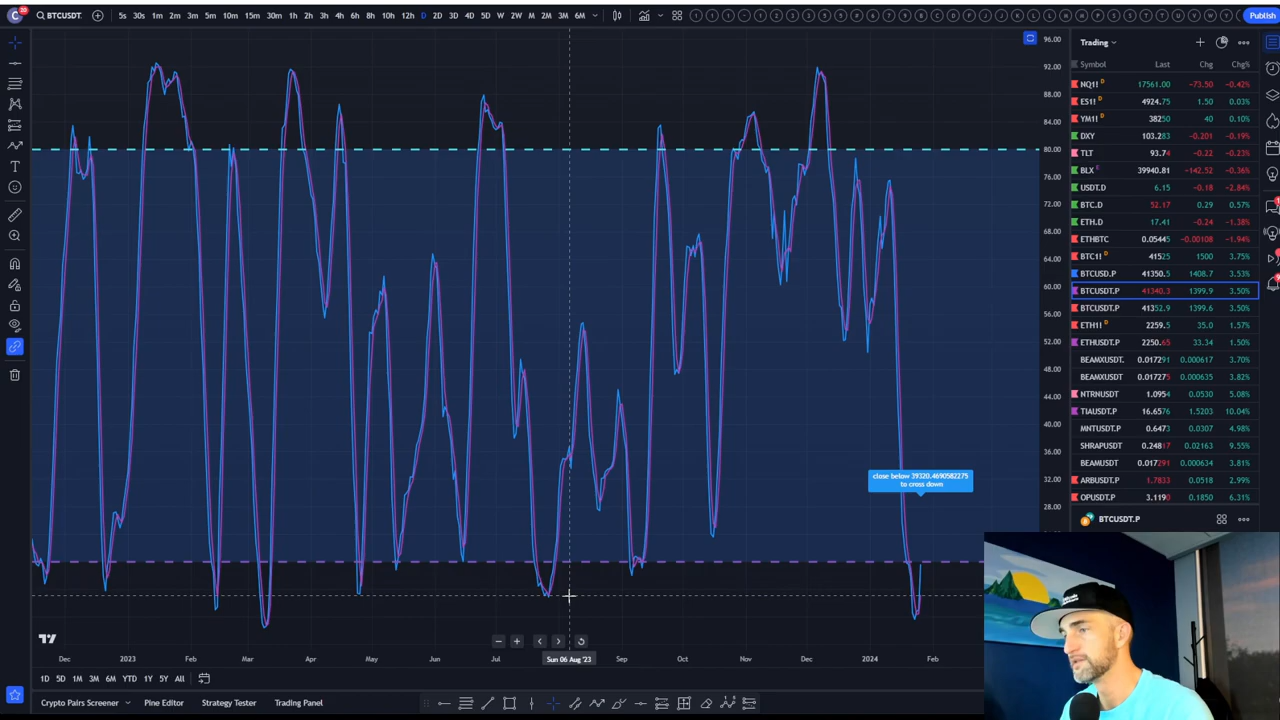 20
BTCUSDT.
5s 30s 1m 2m 3m 5m 10m 15m 30m 1h 2h 3h 4h 6h 8h 10h 12h D 2D 3D 4D 5D W 2W M 2M 3M 6M
Publish
96.00
92.00
88.00
84.00
80.00
76.00
72.00
68.00
64.00
60.00
56.00
52.00
48.00
44.00
40.00
36.00
32.00
28.00
close below 39320.4690582275
to cross down
Dec 2023 Feb Mar Apr May Jun Jul Sun 06 Aug '23 Sep Oct Nov Dec 2024 Feb
1D 5D 1M 3M 6M YTD 1Y 5Y All
Crypto Pairs Screener Pine Editor Strategy Tester Trading Panel
Trading
Symbol Last Chg Chg%
NQ1! D 17561.00 −73.50 −0.42%
ES1! D 4924.75 1.50 0.03%
YM1! D 38250 40 0.10%
DXY 103.283 −0.201 −0.19%
TLT 93.74 −0.22 −0.23%
BLX 39940.81 −142.52 −0.36%
USDT.D 6.15 −0.18 −2.84%
BTC.D 52.17 0.29 0.57%
ETH.D 17.41 −0.24 −1.38%
ETHBTC 0.05445 −0.00108 −1.94%
BTC1! D 41525 1500 3.75%
BTCUSD.P 41350.5 1408.7 3.53%
BTCUSDT.P 41340.3 1399.9 3.50%
BTCUSDT.P 41352.9 1399.6 3.50%
ETH1! D 2259.5 35.0 1.57%
ETHUSDT.P 2250.65 33.34 1.50%
BEAMXUSDT. 0.017291 0.000617 3.70%
BEAMXUSDT 0.017275 0.000635 3.82%
NTRNUSDT 1.0954 0.0530 5.08%
TIAUSDT.P 16.6576 1.5203 10.04%
MNTUSDT.P 0.6473 0.0307 4.98%
SHRAPUSDT 0.24817 0.02163 9.55%
BEAMUSDT 0.017291 0.000634 3.81%
ARBUSDT.P 1.7833 0.0518 2.99%
OPUSDT.P 3.1190 0.1850 6.31%
BTCUSDT.P